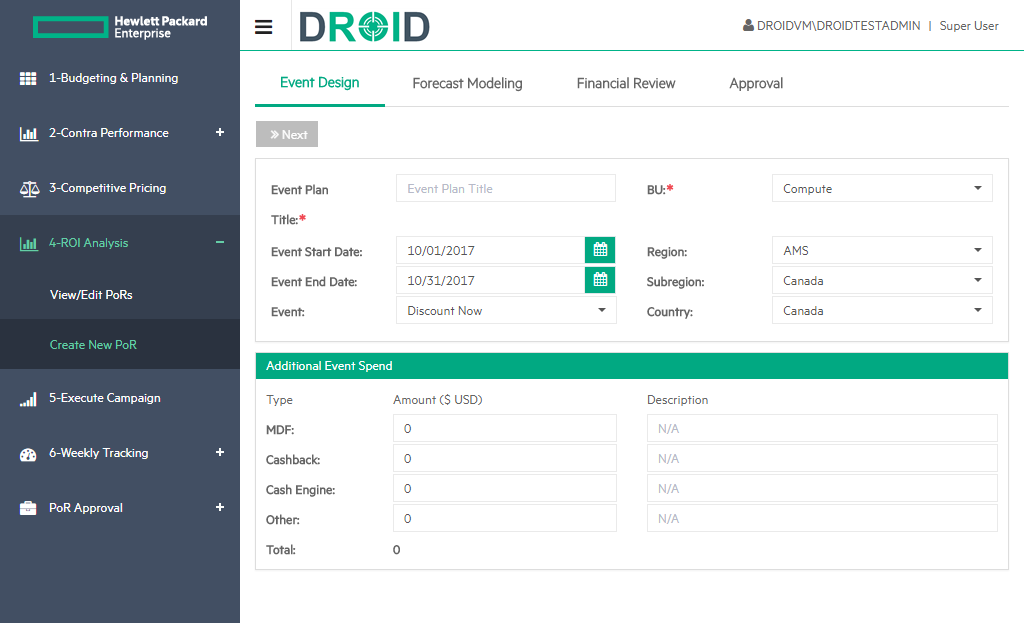 Hewlett Packard
Enterprise
DROID
DROIDVM\DROIDTESTADMIN | Super User
1-Budgeting & Planning
2-Contra Performance +
3-Competitive Pricing
4-ROI Analysis −
View/Edit PoRs
Create New PoR
5-Execute Campaign
6-Weekly Tracking +
PoR Approval +
Event Design Forecast Modeling Financial Review Approval
» Next
Event Plan Title:* Event Plan Title BU:* Compute
Event Start Date: 10/01/2017 Region: AMS
Event End Date: 10/31/2017 Subregion: Canada
Event: Discount Now Country: Canada
Additional Event Spend
Type Amount ($ USD) Description
MDF: 0 N/A
Cashback: 0 N/A
Cash Engine: 0 N/A
Other: 0 N/A
Total: 0